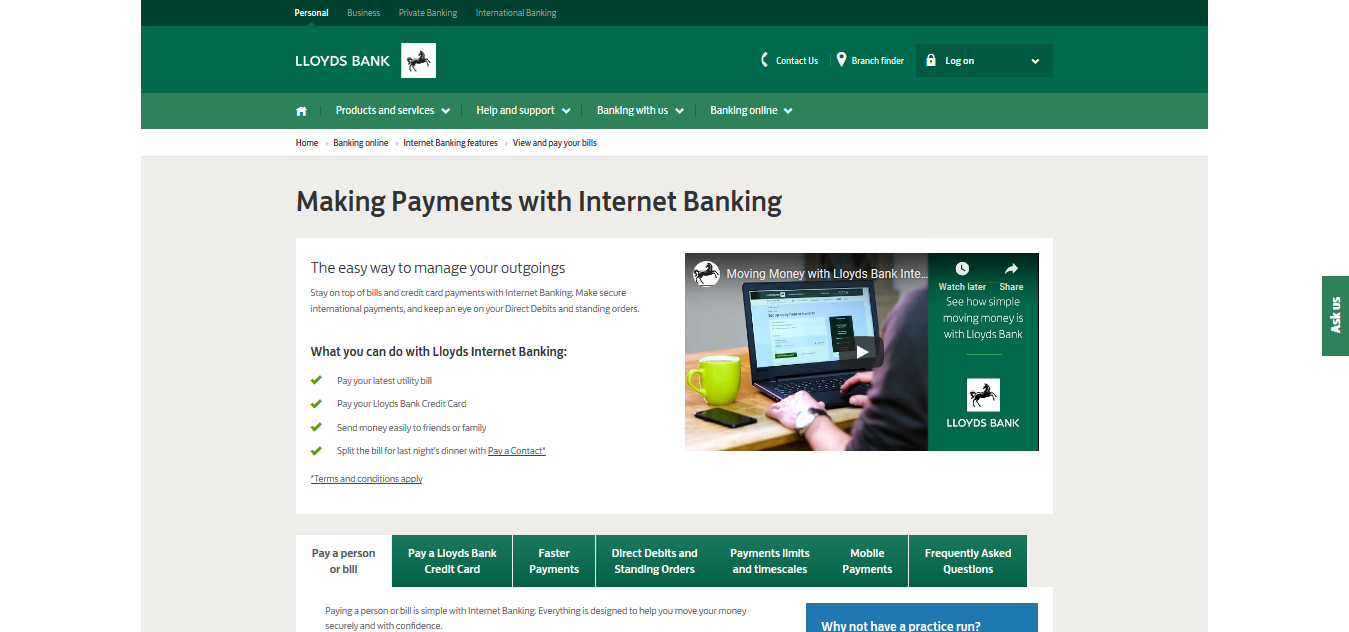 Personal Business Private Banking International Banking
LLOYDS BANK
Contact Us Branch finder Log on
Products and services Help and support Banking with us Banking online
Home Banking online Internet Banking features View and pay your bills
Making Payments with Internet Banking
The easy way to manage your outgoings
Stay on top of bills and credit card payments with Internet Banking. Make secure
international payments, and keep an eye on your Direct Debits and standing orders.
What you can do with Lloyds Internet Banking:
Pay your latest utility bill
Pay your Lloyds Bank Credit Card
Send money easily to friends or family
Split the bill for last night's dinner with Pay a Contact*
*Terms and conditions apply
Moving Money with Lloyds Bank Inte...
Watch later Share
See how simple
moving money is
with Lloyds Bank
LLOYDS BANK
Ask us
Pay a person
or bill
Pay a Lloyds Bank
Credit Card
Faster
Payments
Direct Debits and
Standing Orders
Payments limits
and timescales
Mobile
Payments
Frequently Asked
Questions
Paying a person or bill is simple with Internet Banking. Everything is designed to help you move your money
securely and with confidence.
Why not have a practice run?